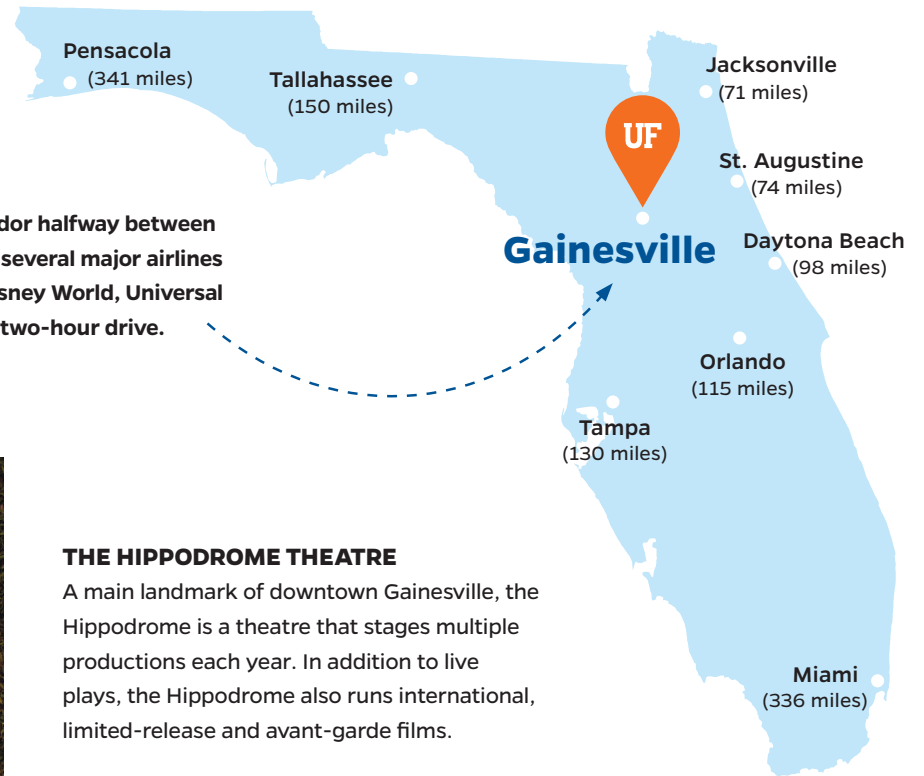 Pensacola
(341 miles)
Tallahassee
(150 miles)
Jacksonville
(71 miles)
UF
St. Augustine
(74 miles)
Gainesville
Daytona Beach
(98 miles)
Orlando
(115 miles)
Tampa
(130 miles)
Miami
(336 miles)
dor halfway between
several major airlines
sney World, Universal
two-hour drive.
THE HIPPODROME THEATRE
A main landmark of downtown Gainesville, the
Hippodrome is a theatre that stages multiple
productions each year. In addition to live
plays, the Hippodrome also runs international,
limited-release and avant-garde films.